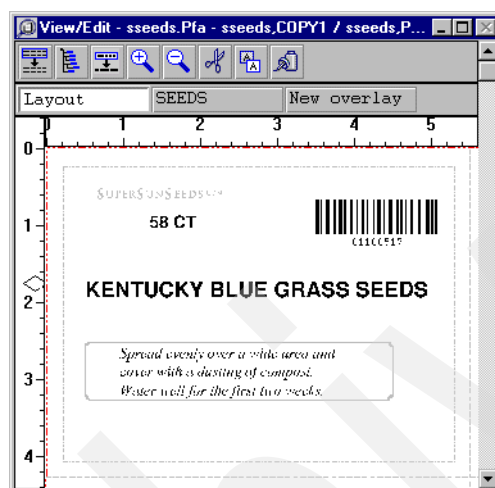 View/Edit - sseeds.Pfa - sseeds,COPY1 / sseeds,P...
Layout SEEDS New overlay
1 2 3 4 5
0
SUPERSUNSEEDS
1
58 CT
01100517
2
KENTUCKY BLUE GRASS SEEDS
Spread evenly over a wide area and
3
cover with a dusting of compost.
Water well for the first two weeks.
4